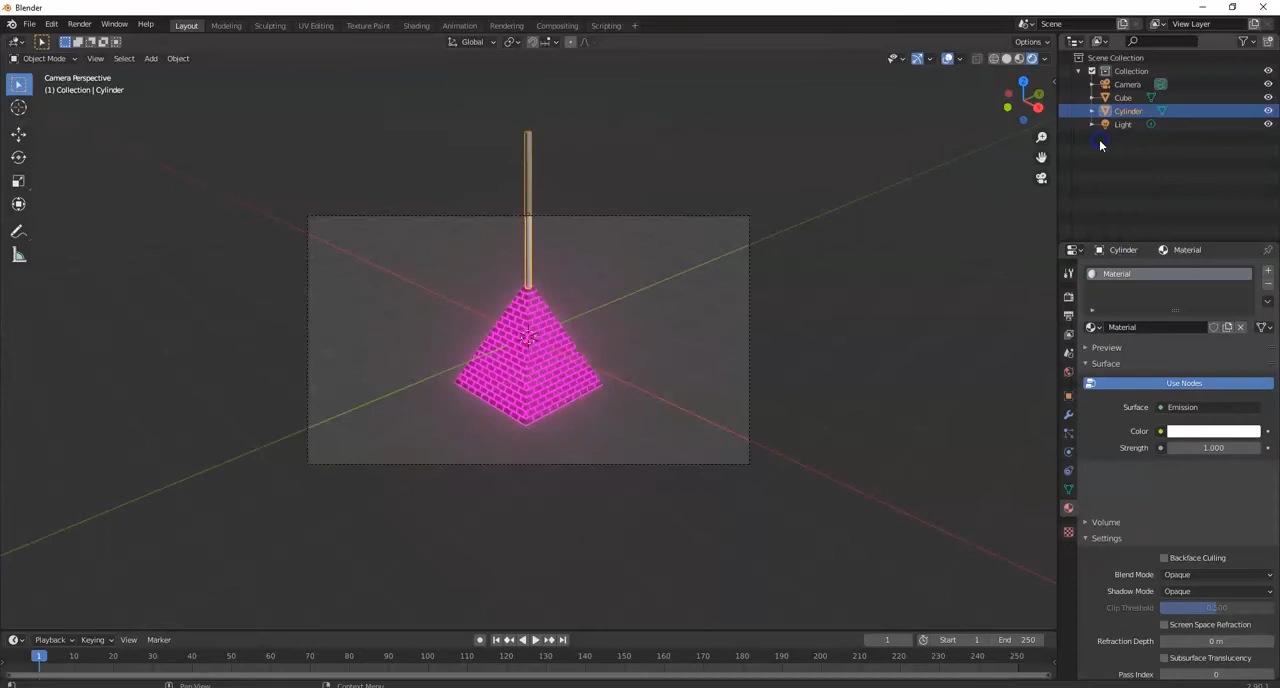 Blender
File Edit Render Window Help Layout Modeling Sculpting UV Editing Texture Paint Shading Animation Rendering Compositing Scripting + Scene View Layer
Global Options
Object Mode View Select Add Object
Camera Perspective
(1) Collection | Cylinder
Z
Y
X
Scene Collection
Collection
Camera
Cube
Cylinder
Light
Cylinder Material
Material
Material
Preview
Surface
Use Nodes
Surface Emission
Color
Strength 1.000
Volume
Settings
Backface Culling
Blend Mode Opaque
Shadow Mode Opaque
Clip Threshold 0.500
Screen Space Refraction
Refraction Depth 0 m
Subsurface Translucency
Pass Index 0
Playback Keying View Marker 1 Start 1 End 250
1 10 20 30 40 50 60 70 80 90 100 110 120 130 140 150 160 170 180 190 200 210 220 230 240 250
Pan View Context Menu 2.90.1